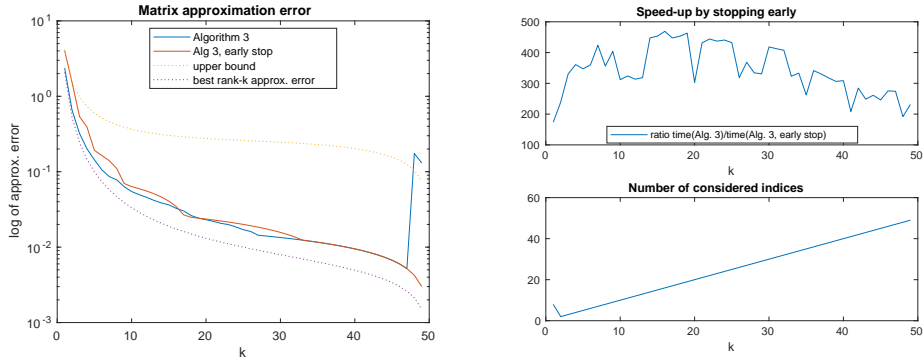 Matrix approximation error
10^1
10^0
10^-1
10^-2
10^-3
log of approx. error
Algorithm 3
Alg 3, early stop
upper bound
best rank-k approx. error
0 10 20 30 40 50
k
Speed-up by stopping early
500
400
300
200
100
ratio time(Alg. 3)/time(Alg. 3, early stop)
0 10 20 30 40 50
k
Number of considered indices
60
40
20
0
0 10 20 30 40 50
k